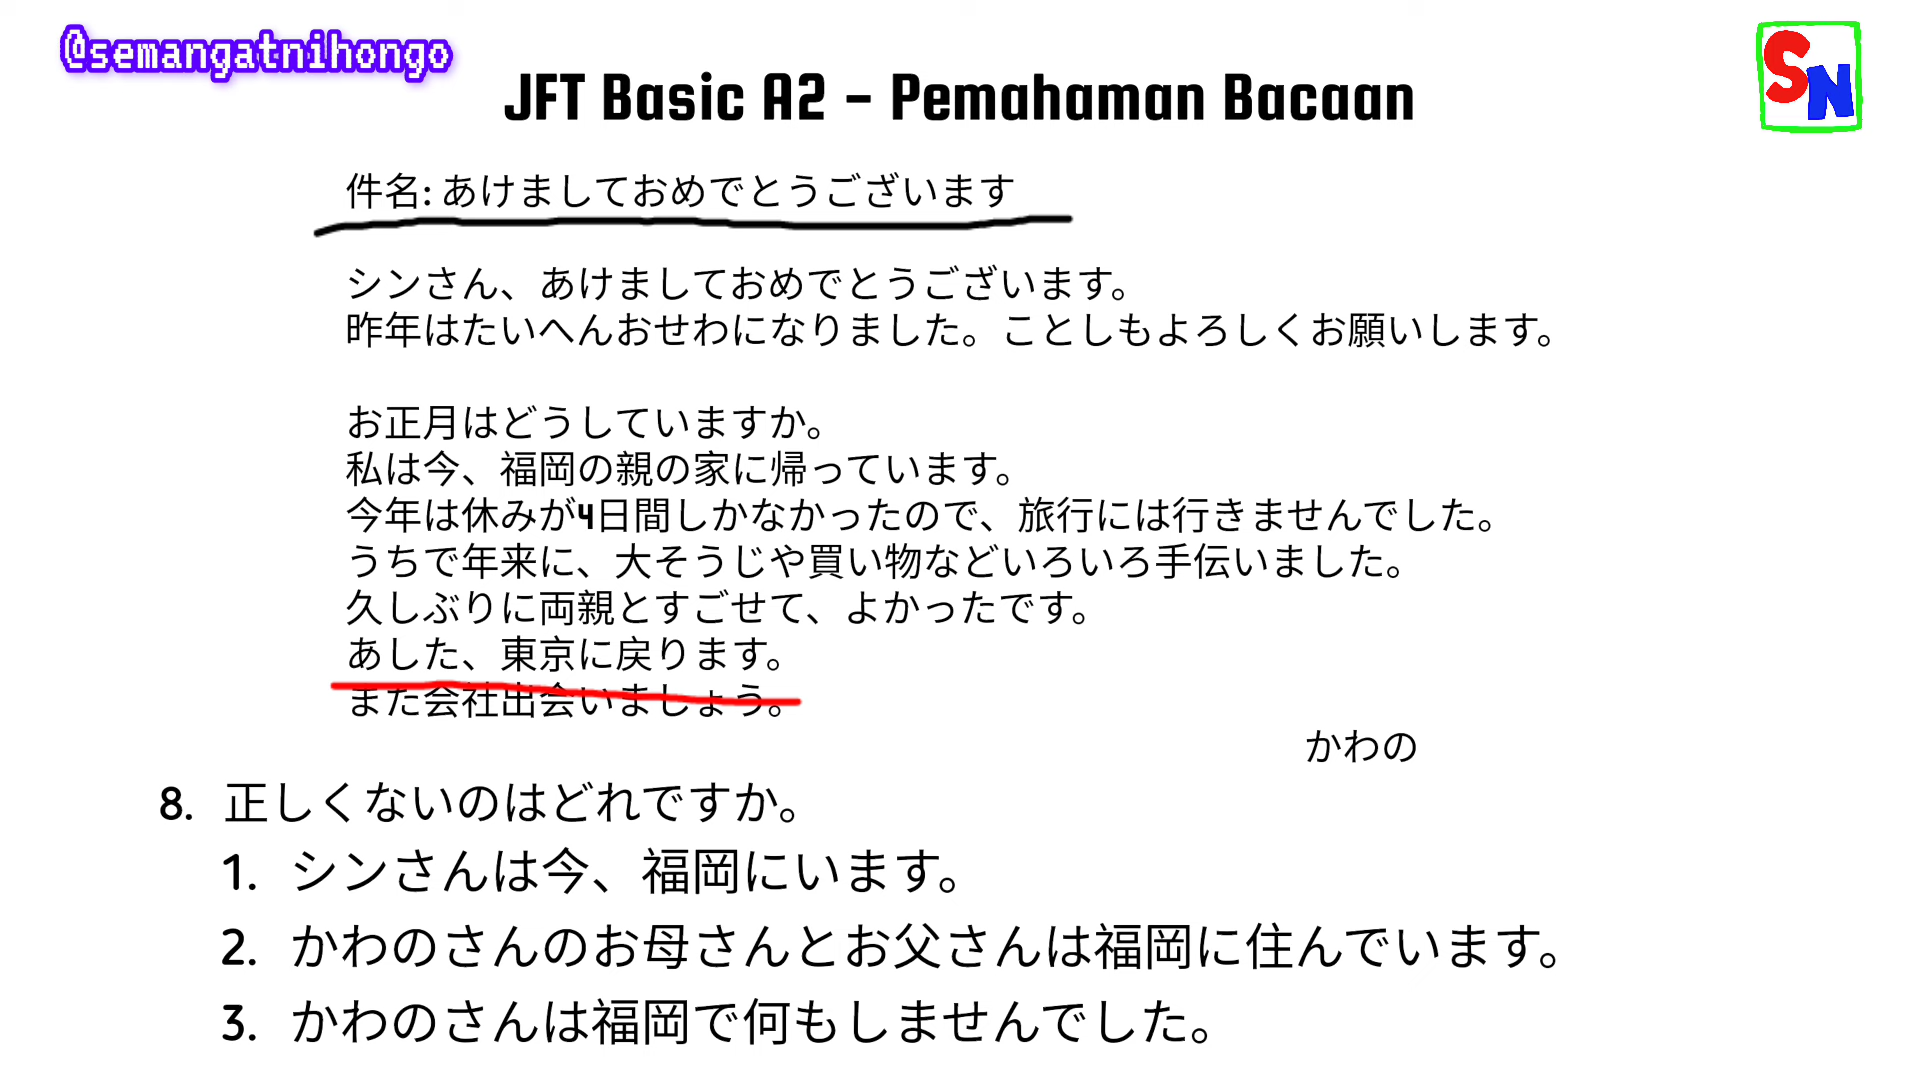 @semangatnihongo
SN
JFT Basic A2 - Pemahaman Bacaan
件名: あけましておめでとうございます
シンさん、あけましておめでとうございます。
昨年はたいへんおせわになりました。ことしもよろしくお願いします。
お正月はどうしていますか。
私は今、福岡の親の家に帰っています。
今年は休みが4日間しかなかったので、旅行には行きませんでした。
うちで年来に、大そうじや買い物などいろいろ手伝いました。
久しぶりに両親とすごせて、よかったです。
あした、東京に戻ります。
また会社出会いましょう。
かわの
8. 正しくないのはどれですか。
1. シンさんは今、福岡にいます。
2. かわのさんのお母さんとお父さんは福岡に住んでいます。
3. かわのさんは福岡で何もしませんでした。